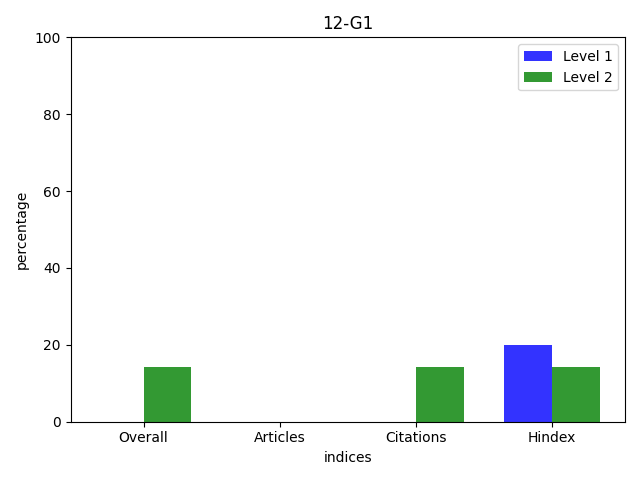 12-G1
100
80
60
40
20
0
percentage
Level 1
Level 2
Overall Articles Citations Hindex
indices